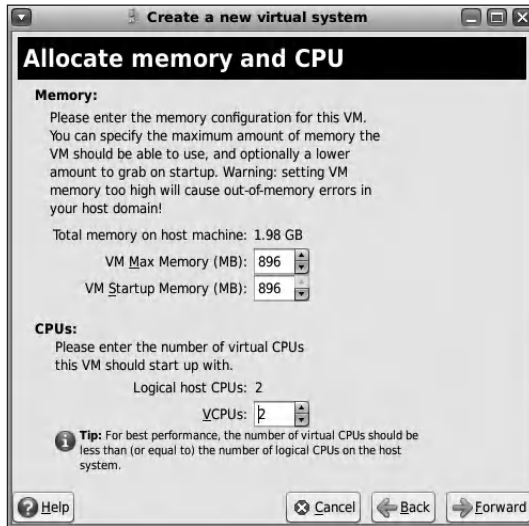 Create a new virtual system
Allocate memory and CPU
Memory:
Please enter the memory configuration for this VM.
You can specify the maximum amount of memory the
VM should be able to use, and optionally a lower
amount to grab on startup. Warning: setting VM
memory too high will cause out-of-memory errors in
your host domain!
Total memory on host machine: 1.98 GB
VM Max Memory (MB): 896
VM Startup Memory (MB): 896
CPUs:
Please enter the number of virtual CPUs
this VM should start up with.
Logical host CPUs: 2
VCPUs: 2
Tip: For best performance, the number of virtual CPUs should be
less than (or equal to) the number of logical CPUs on the host
system.
Help Cancel Back Forward